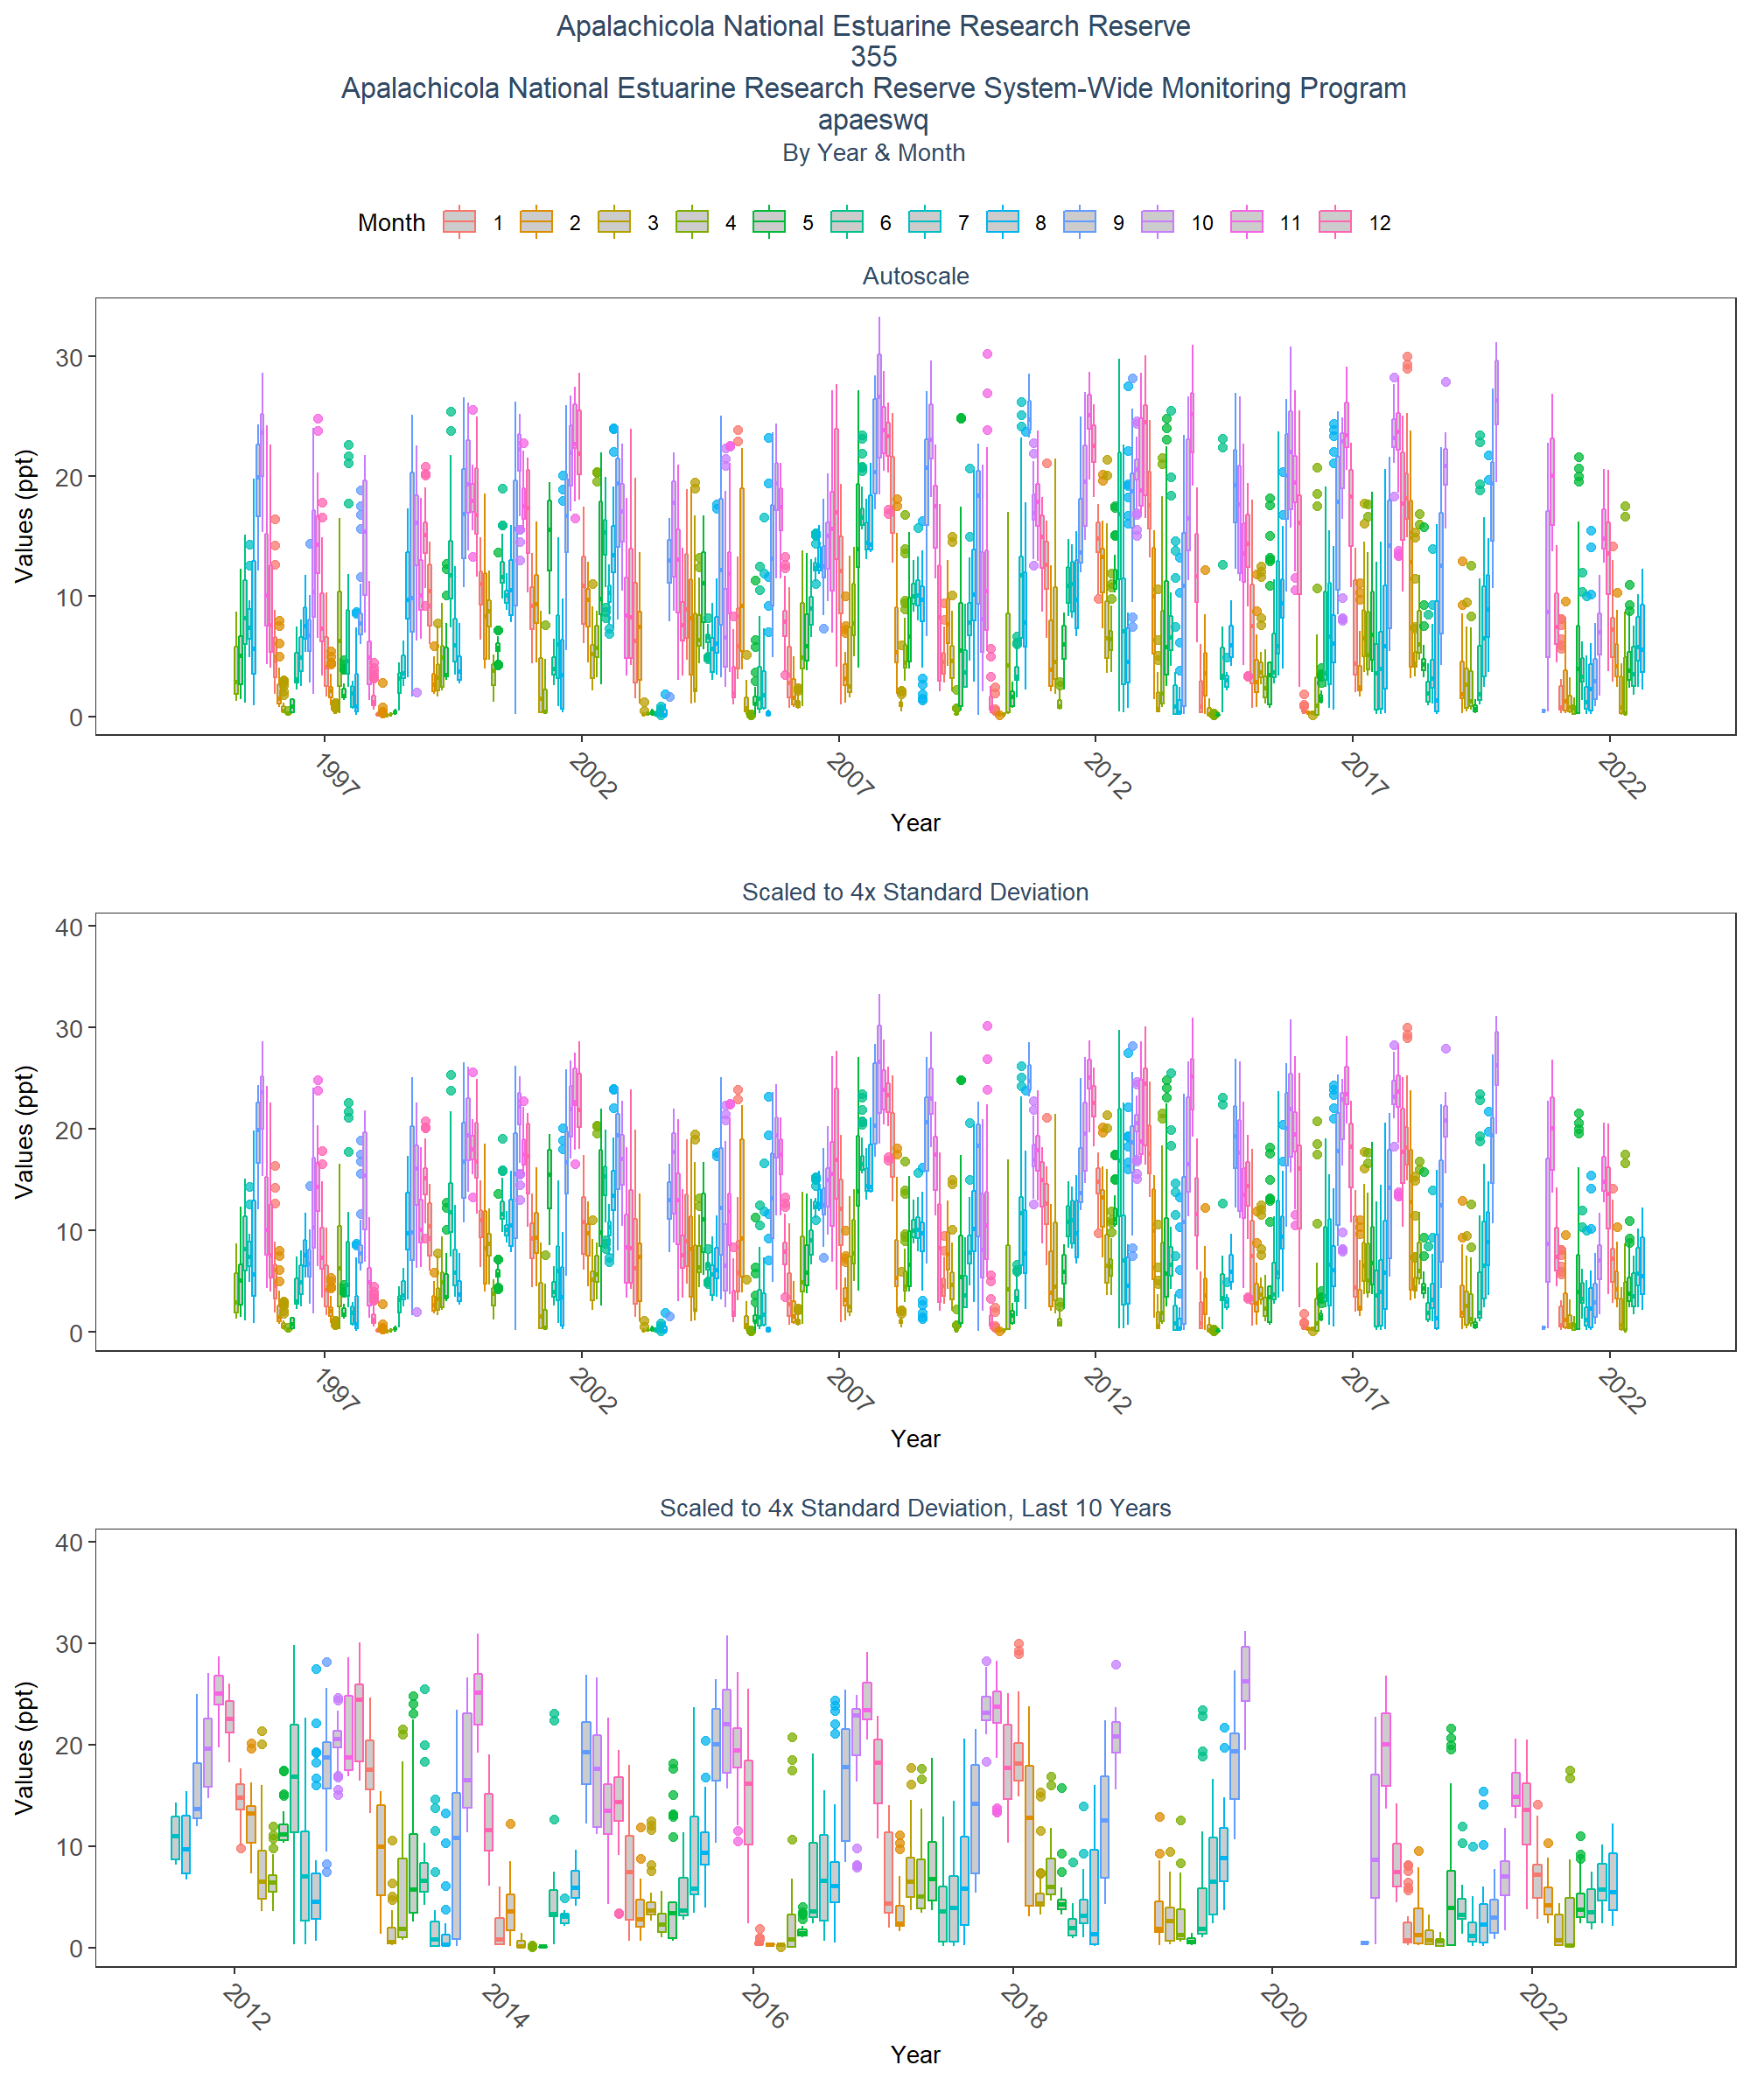 Apalachicola National Estuarine Research Reserve
355
Apalachicola National Estuarine Research Reserve System-Wide Monitoring Program
apaeswq
By Year & Month
Month 1 2 3 4 5 6 7 8 9 10 11 12
Autoscale
Values (ppt)
30
20
10
0
1997 2002 2007 2012 2017 2022
Year
Scaled to 4x Standard Deviation
Values (ppt)
40
30
20
10
0
1997 2002 2007 2012 2017 2022
Year
Scaled to 4x Standard Deviation, Last 10 Years
Values (ppt)
40
30
20
10
0
2012 2014 2016 2018 2020 2022
Year